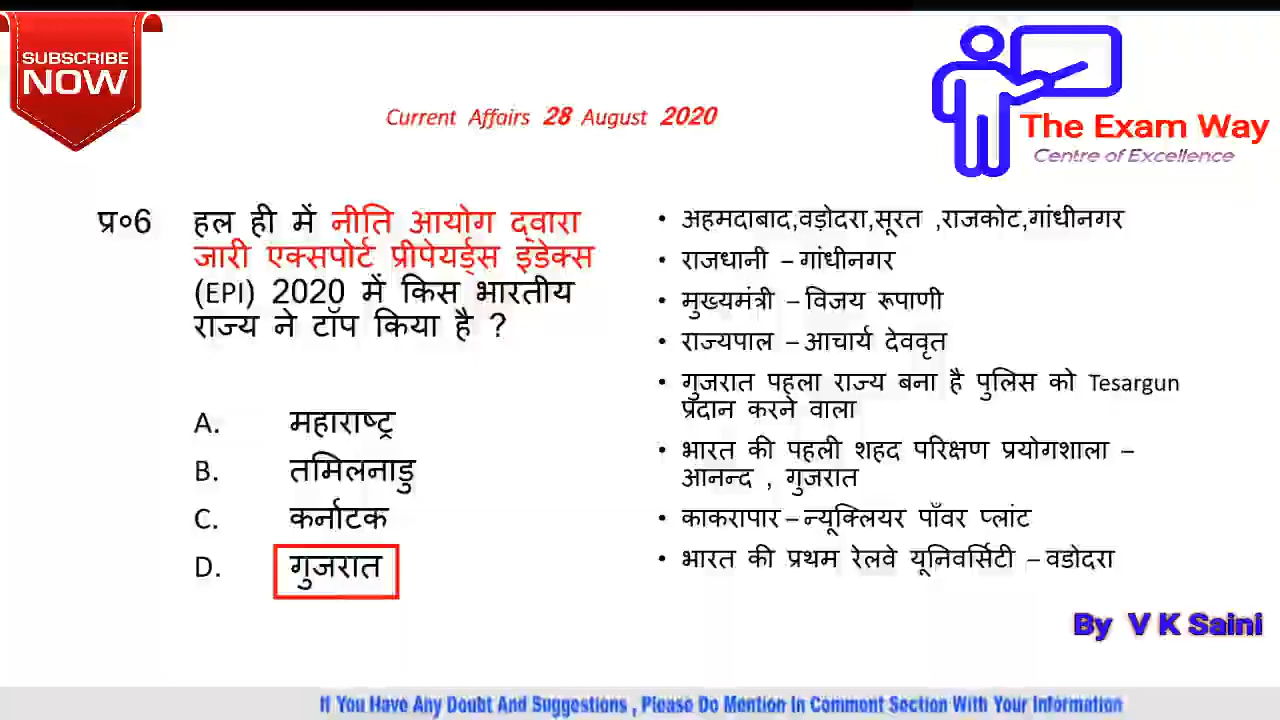 SUBSCRIBE
NOW
Current Affairs 28 August 2020
The Exam Way
Centre of Excellence
प्र०6 हल ही में नीति आयोग द्वारा
जारी एक्सपोर्ट प्रीपेयर्ड्स इंडेक्स
(EPI) 2020 में किस भारतीय
राज्य ने टॉप किया है ?
A. महाराष्ट्र
B. तमिलनाडु
C. कर्नाटक
D. गुजरात
• अहमदाबाद,वड़ोदरा,सूरत ,राजकोट,गांधीनगर
• राजधानी – गांधीनगर
• मुख्यमंत्री – विजय रूपाणी
• राज्यपाल – आचार्य देववृत
• गुजरात पहला राज्य बना है पुलिस को Tesargun
प्रदान करने वाला
• भारत की पहली शहद परिक्षण प्रयोगशाला –
आनन्द , गुजरात
• काकरापार – न्यूक्लियर पाँवर प्लांट
• भारत की प्रथम रेलवे यूनिवर्सिटी – वडोदरा
By V K Saini
If You Have Any Doubt And Suggestions , Please Do Mention In Comment Section With Your Information